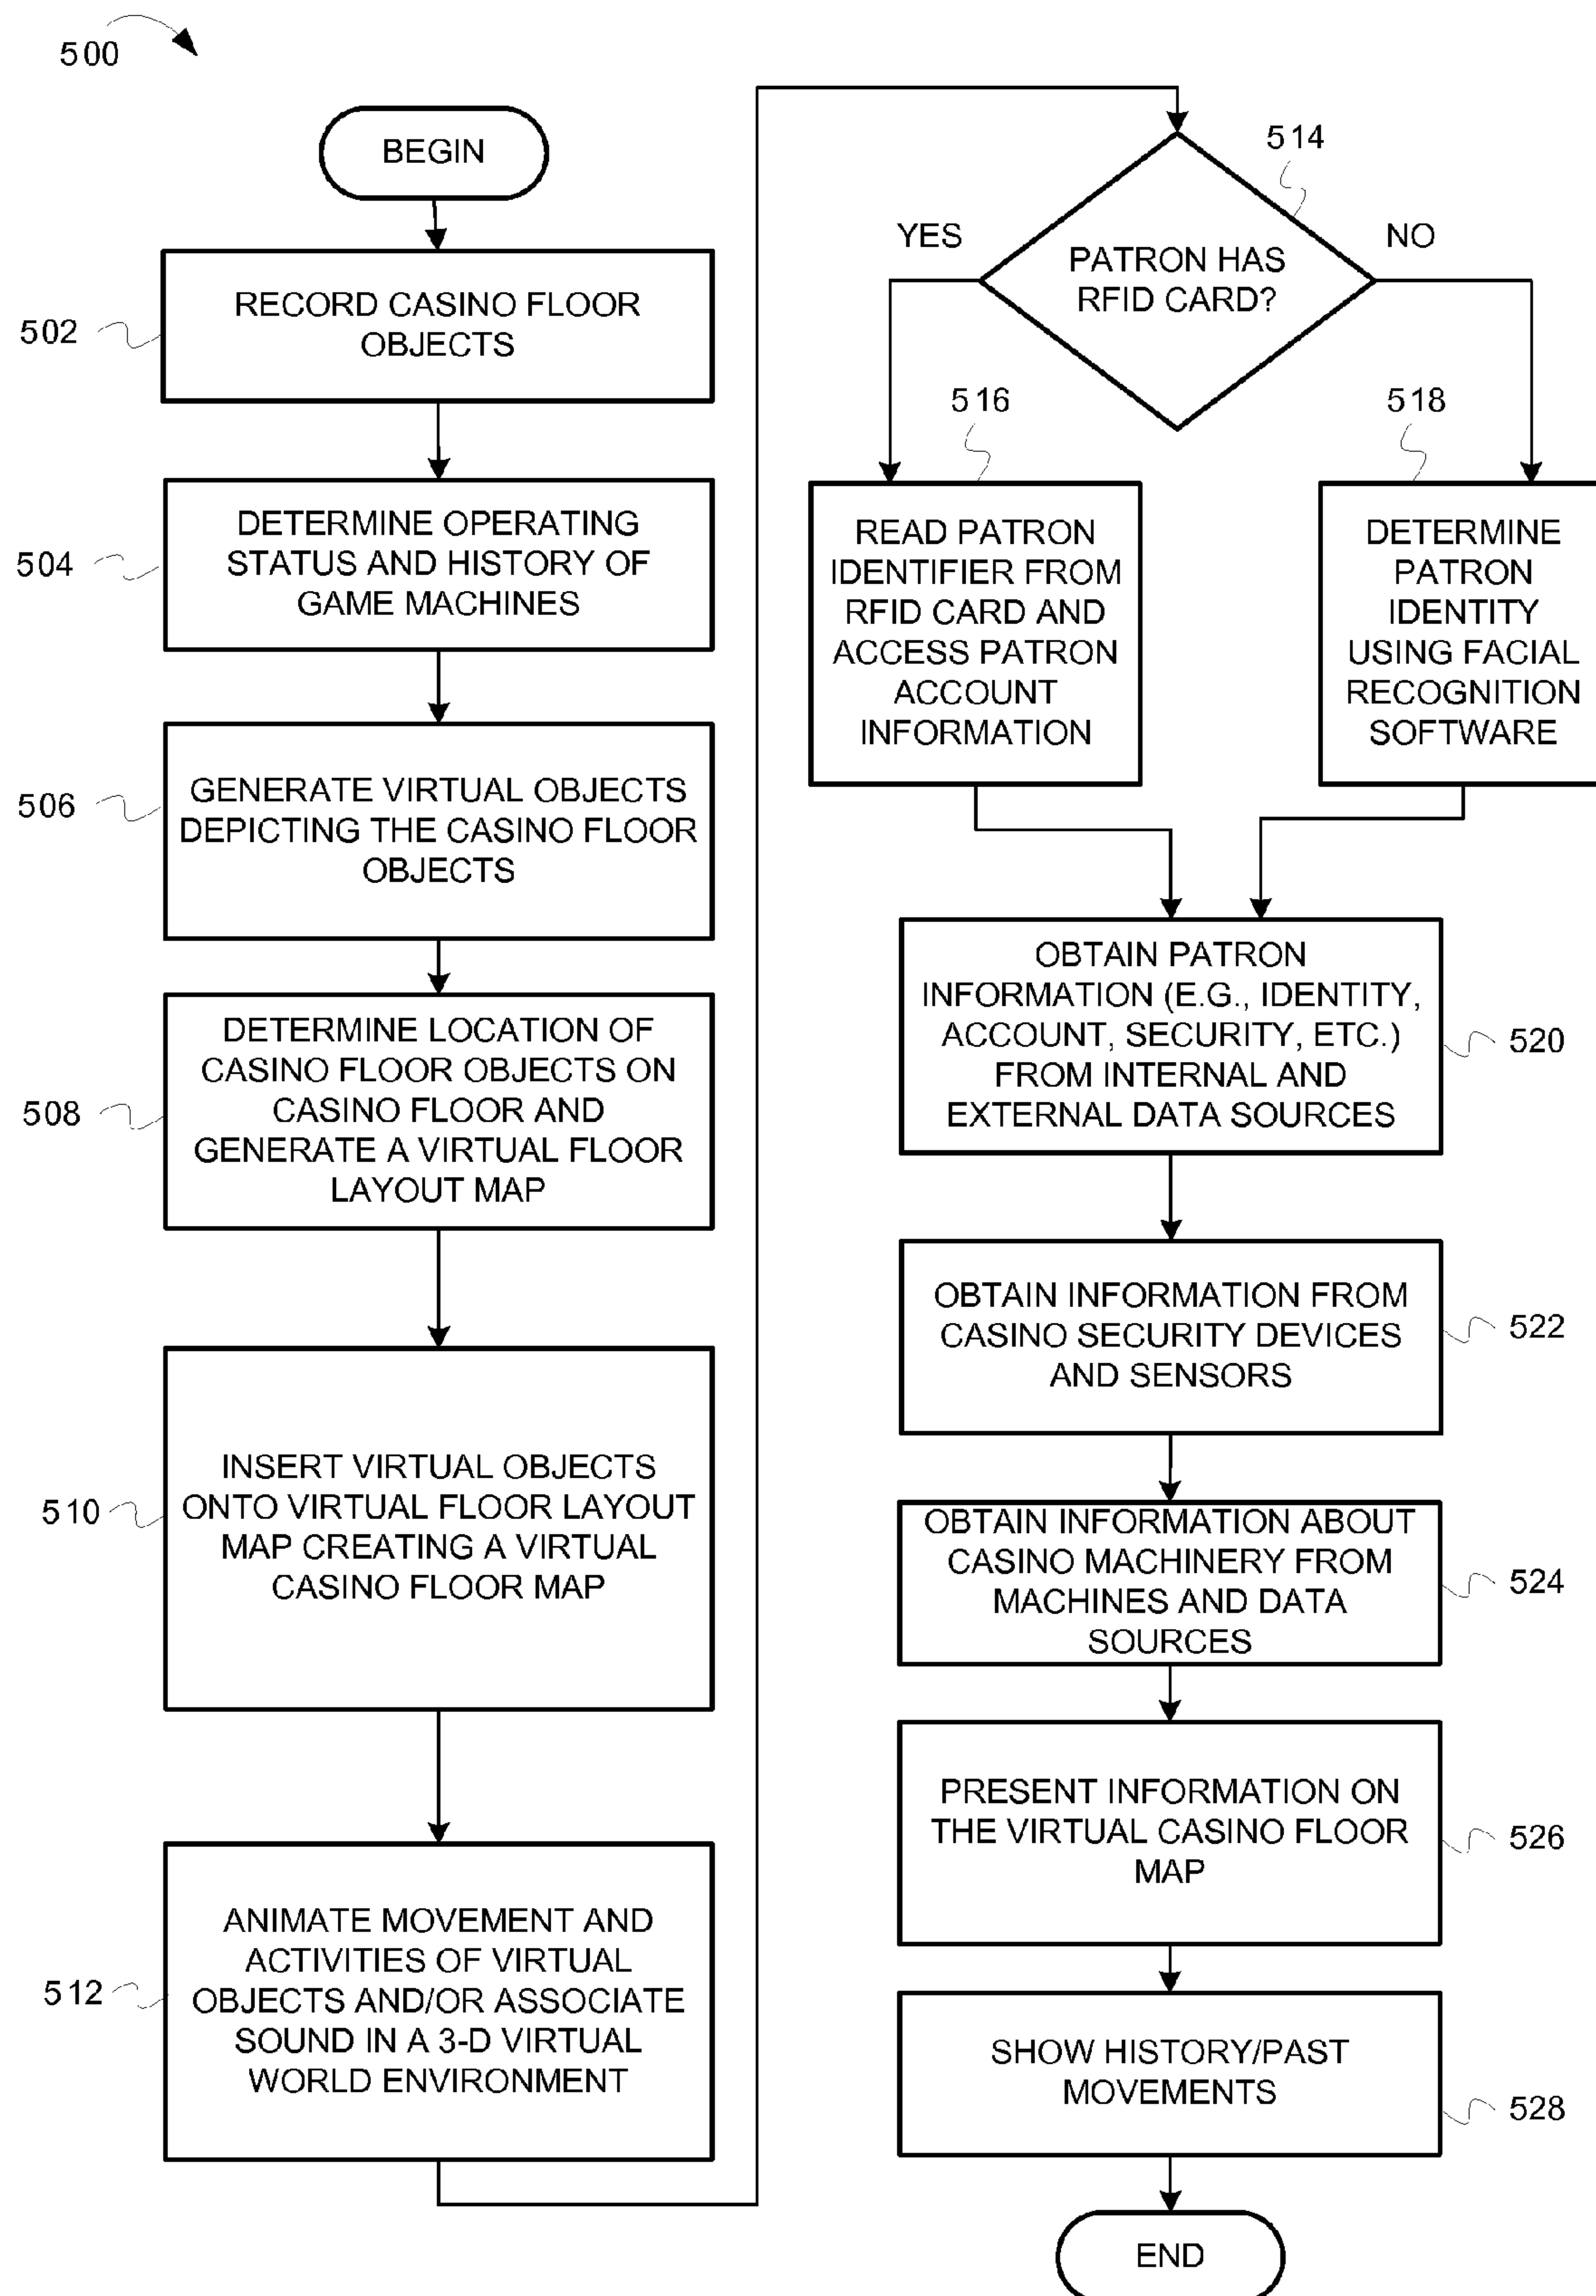 500
BEGIN
502
RECORD CASINO FLOOR
OBJECTS
504
DETERMINE OPERATING
STATUS AND HISTORY OF
GAME MACHINES
506
GENERATE VIRTUAL OBJECTS
DEPICTING THE CASINO FLOOR
OBJECTS
508
DETERMINE LOCATION OF
CASINO FLOOR OBJECTS ON
CASINO FLOOR AND
GENERATE A VIRTUAL FLOOR
LAYOUT MAP
510
INSERT VIRTUAL OBJECTS
ONTO VIRTUAL FLOOR LAYOUT
MAP CREATING A VIRTUAL
CASINO FLOOR MAP
512
ANIMATE MOVEMENT AND
ACTIVITIES OF VIRTUAL
OBJECTS AND/OR ASSOCIATE
SOUND IN A 3-D VIRTUAL
WORLD ENVIRONMENT
514
PATRON HAS
RFID CARD?
YES
NO
516
READ PATRON
IDENTIFIER FROM
RFID CARD AND
ACCESS PATRON
ACCOUNT
INFORMATION
518
DETERMINE
PATRON
IDENTITY
USING FACIAL
RECOGNITION
SOFTWARE
OBTAIN PATRON
INFORMATION (E.G., IDENTITY,
ACCOUNT, SECURITY, ETC.)
FROM INTERNAL AND
EXTERNAL DATA SOURCES
520
OBTAIN INFORMATION FROM
CASINO SECURITY DEVICES
AND SENSORS
522
OBTAIN INFORMATION ABOUT
CASINO MACHINERY FROM
MACHINES AND DATA
SOURCES
524
PRESENT INFORMATION ON
THE VIRTUAL CASINO FLOOR
MAP
526
SHOW HISTORY/PAST
MOVEMENTS
528
END